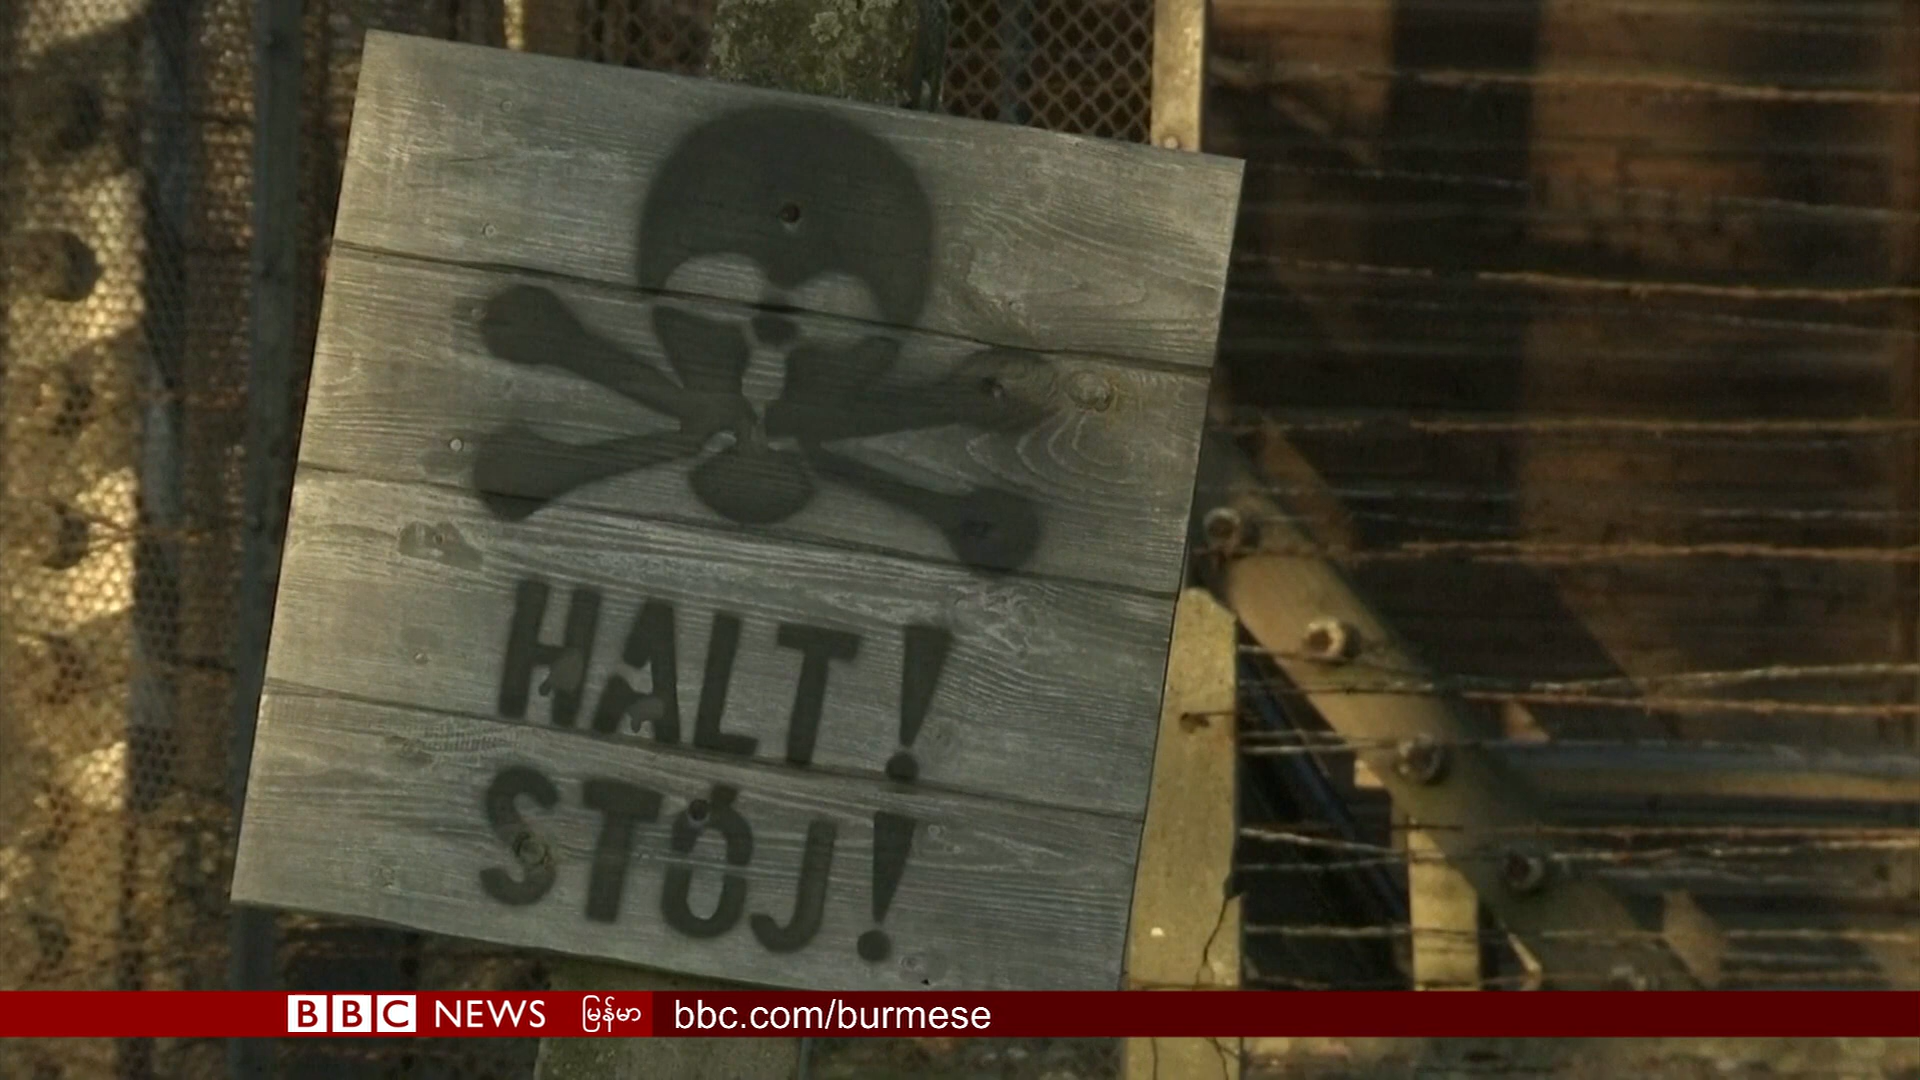 HALT!
STÓJ!
BBC NEWS မြန်မာ bbc.com/burmese